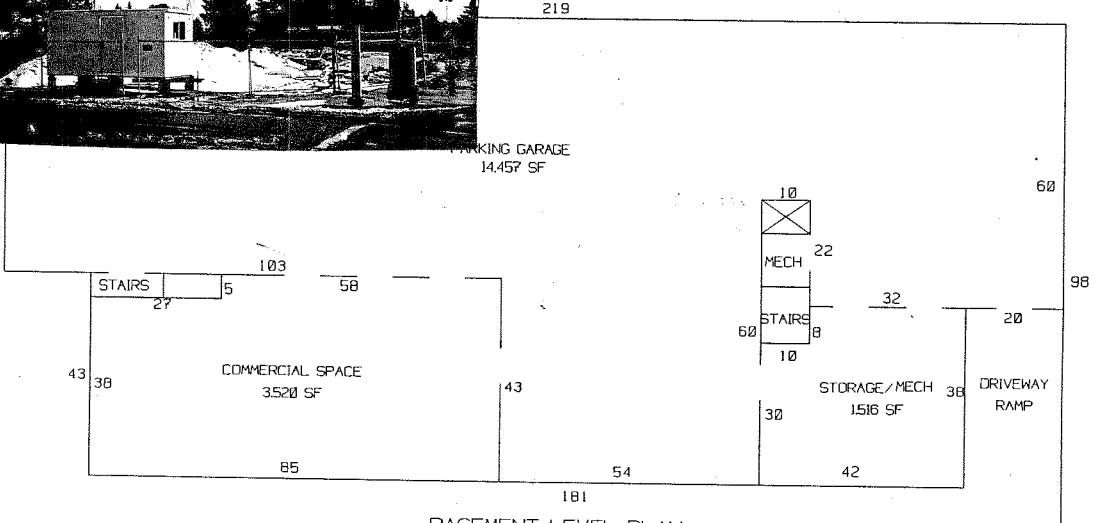 219
PARKING GARAGE
14,457 SF
60
10
22
MECH
98
103
58
STAIRS
5
27
32
20
STAIRS
60
8
10
43
38
COMMERCIAL SPACE
3,520 SF
43
STORAGE/MECH
1,516 SF
38
DRIVEWAY
RAMP
30
85
54
42
181
BASEMENT LEVEL PLAN